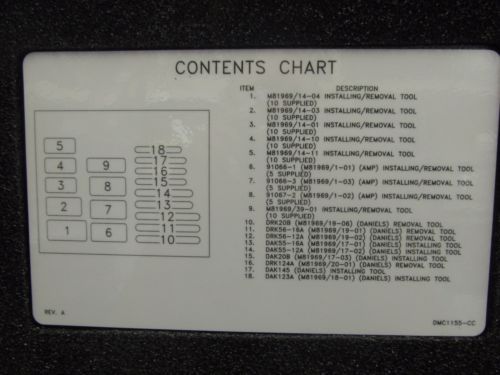 CONTENTS CHART
ITEM DESCRIPTION
1. M81969/14-04 INSTALLING/REMOVAL TOOL
(10 SUPPLIED)
2. M81969/14-03 INSTALLING/REMOVAL TOOL
(10 SUPPLIED)
3. M81969/14-01 INSTALLING/REMOVAL TOOL
(10 SUPPLIED)
4. M81969/14-10 INSTALLING/REMOVAL TOOL
(10 SUPPLIED)
5. M81969/14-11 INSTALLING/REMOVAL TOOL
(10 SUPPLIED)
6. 91066-1 (M81969/1-01) (AMP) INSTALLING/REMOVAL TOOL
(5 SUPPLIED)
7. 91066-3 (M81969/1-03) (AMP) INSTALLING/REMOVAL TOOL
(5 SUPPLIED)
8. 91067-2 (M81969/1-02) (AMP) INSTALLING/REMOVAL TOOL
(5 SUPPLIED)
9. M81969/39-01 INSTALLING/REMOVAL TOOL
(10 SUPPLIED)
10. DRK20B (M81969/19-06) (DANIELS) REMOVAL TOOL
11. DRK56-16A (M81969/19-01) (DANIELS) REMOVAL TOOL
12. DRK56-12A (M81969/19-02) (DANIELS) REMOVAL TOOL
13. DAK55-16A (M81969/17-01) (DANIELS) INSTALLING TOOL
14. DAK55-12A (M81969/17-02) (DANIELS) INSTALLING TOOL
15. DAK20B (M81969/17-03) (DANIELS) INSTALLING TOOL
16. DRK124A (M81969/20-01) (DANIELS) REMOVAL TOOL
17. DAK145 (DANIELS) INSTALLING TOOL
18. DAK123A (M81969/18-01) (DANIELS) INSTALLING TOOL
5
4
3
2
1
9
8
7
6
18
17
16
15
14
13
12
11
10
REV. A
DMC1155-CC